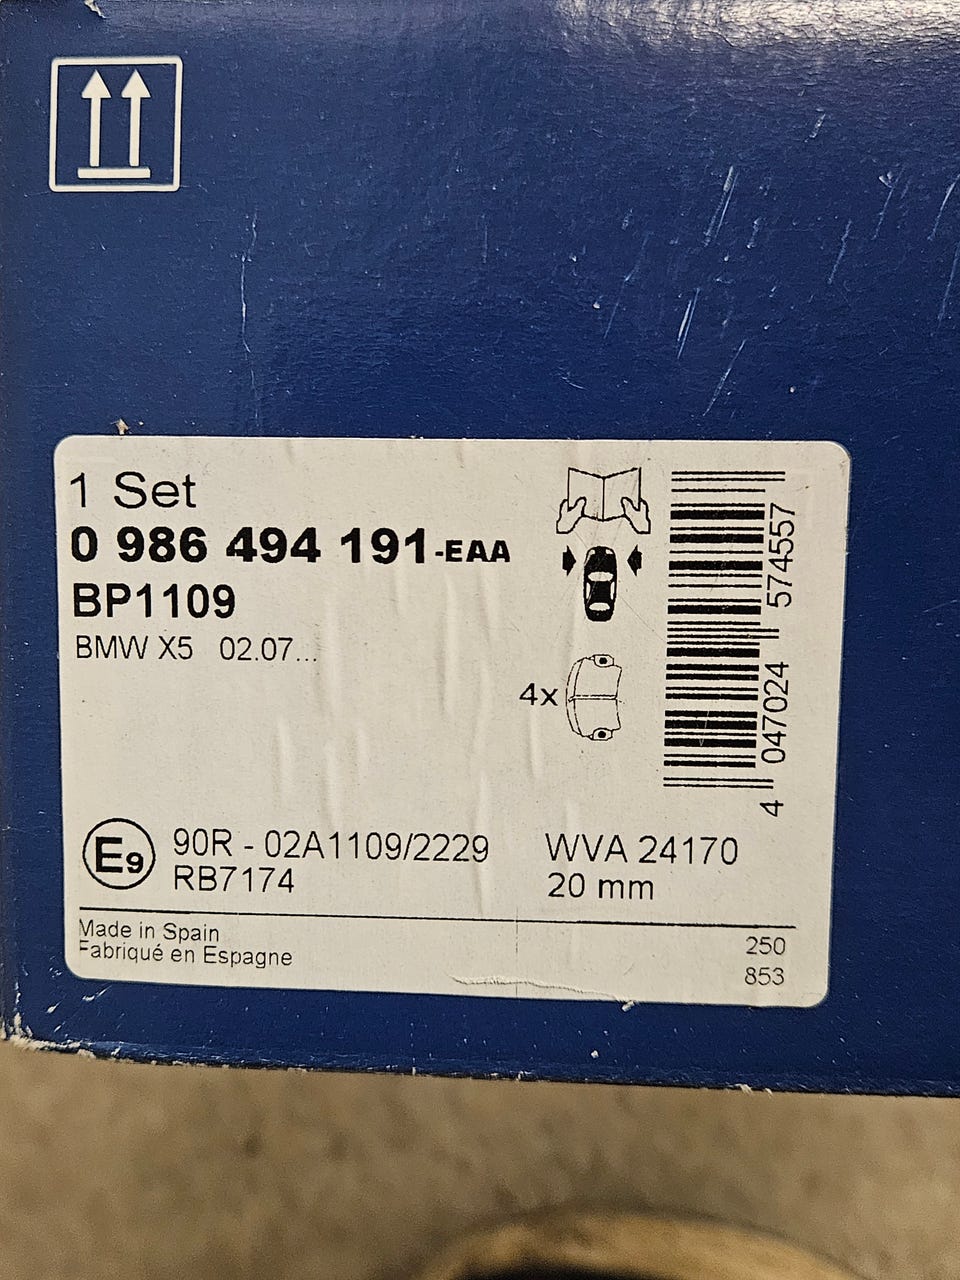 1 Set
0 986 494 191-EAA
BP1109
BMW X5 02.07...
4x
4 047024 574557
E9
90R - 02A1109/2229
RB7174
WVA 24170
20 mm
Made in Spain
Fabriqué en Espagne
250
853